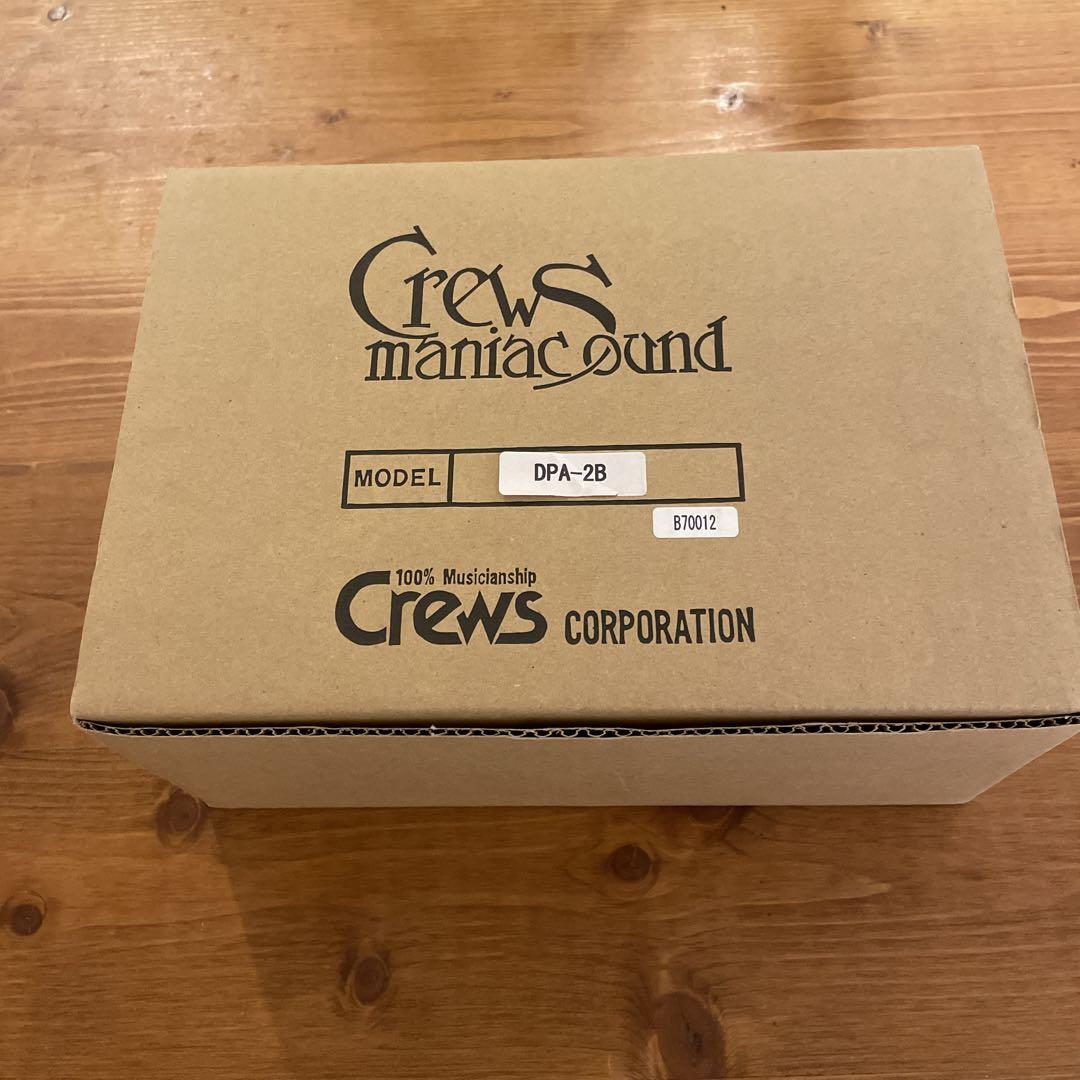 Crews
maniac sound
MODEL DPA-2B
B70012
100% Musicianship
Crews CORPORATION